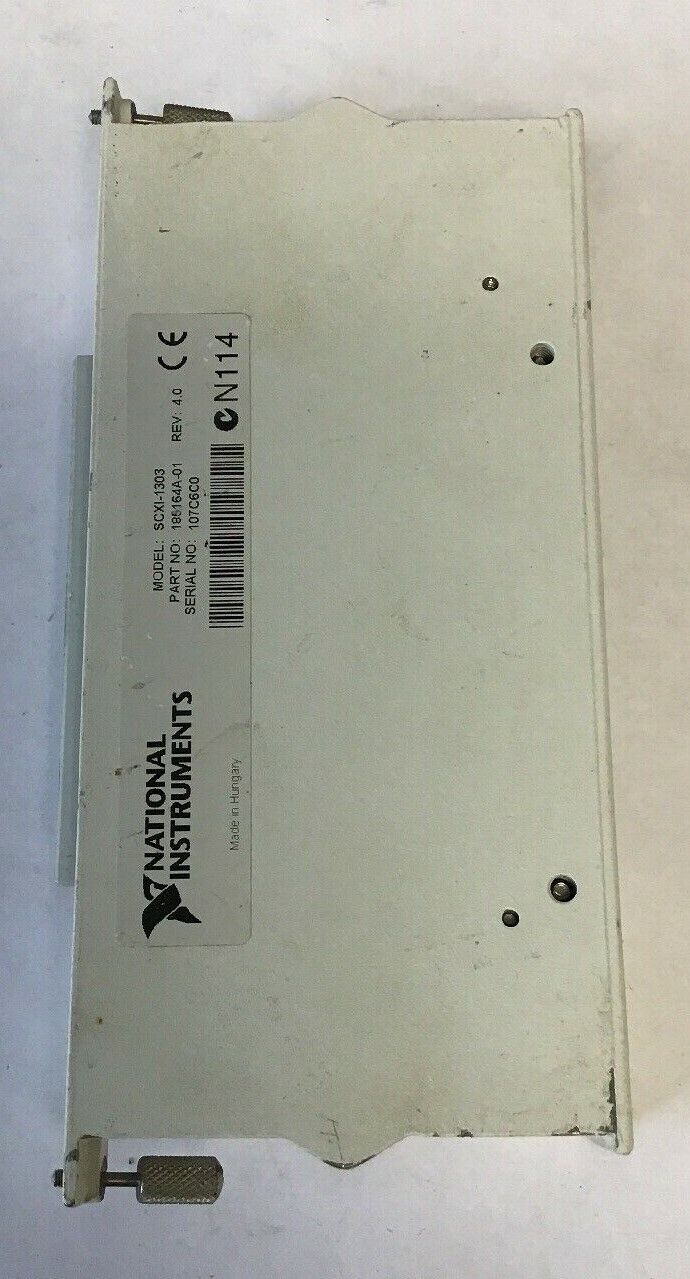 NATIONAL
INSTRUMENTS
Made in Hungary
MODEL: SCXI-1303
PART NO: 185164A-01 REV: 4.0
SERIAL NO: 107C6C0
CE
N114